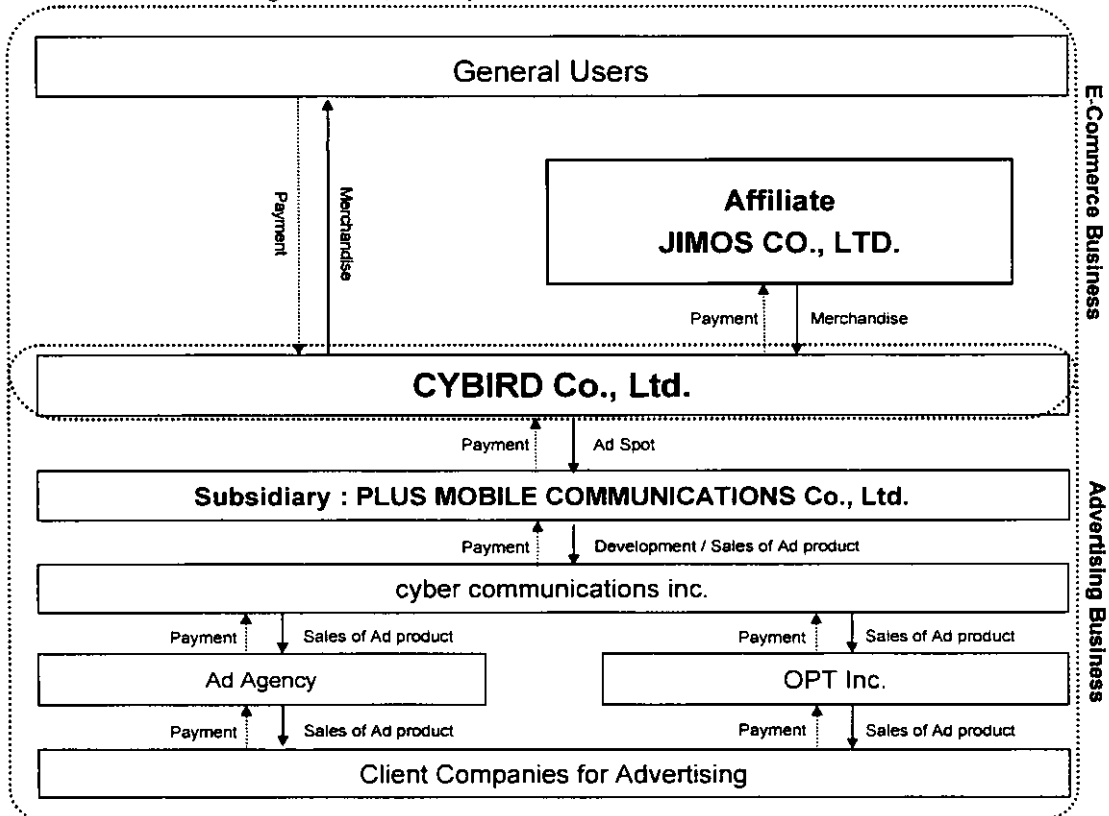 General Users
E-Commerce Business
Payment
Merchandise
Affiliate
JIMOS CO., LTD.
Payment
Merchandise
CYBIRD Co., Ltd.
Payment
Ad Spot
Subsidiary : PLUS MOBILE COMMUNICATIONS Co., Ltd.
Advertising Business
Payment
Development / Sales of Ad product
cyber communications inc.
Payment
Sales of Ad product
Payment
Sales of Ad product
Ad Agency
OPT Inc.
Payment
Sales of Ad product
Payment
Sales of Ad product
Client Companies for Advertising